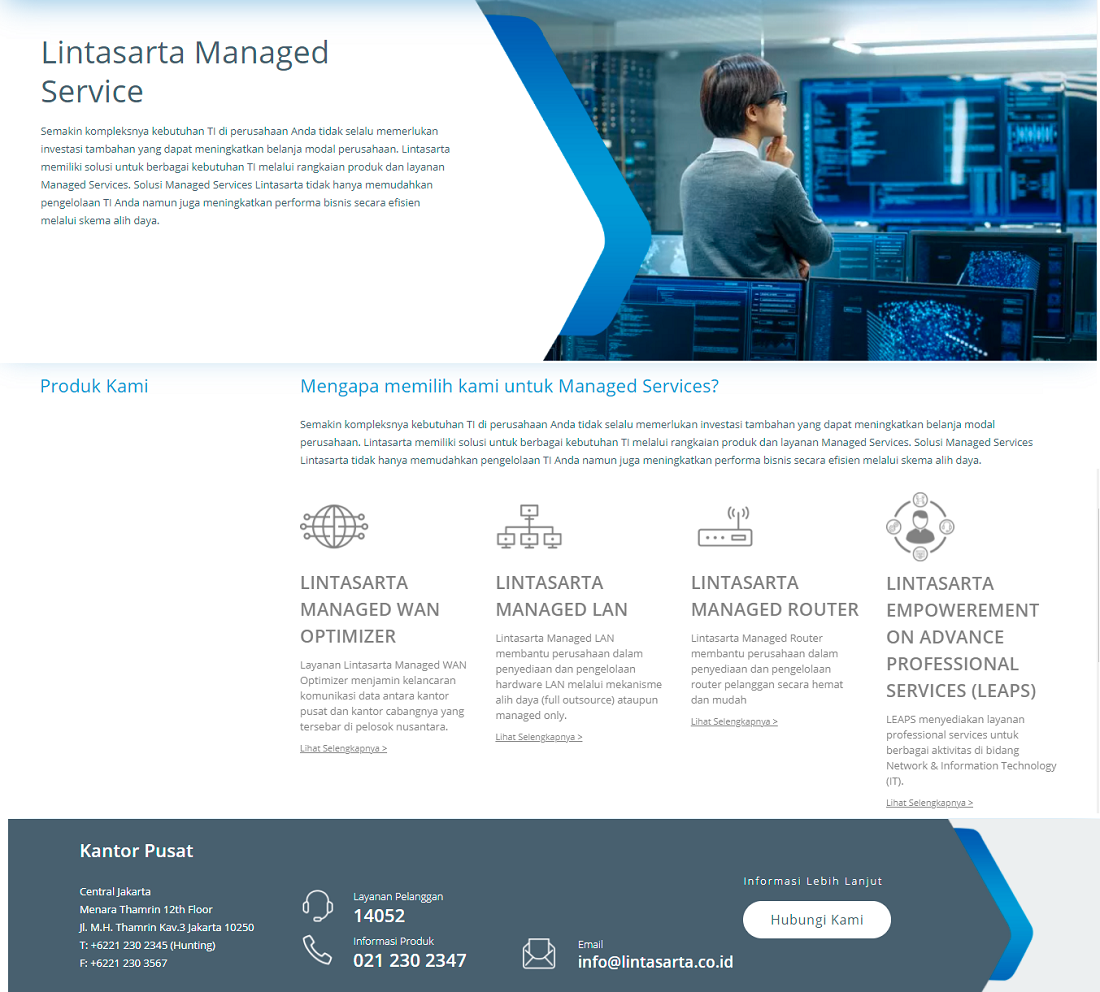 Lintasarta Managed
Service
Semakin kompleksnya kebutuhan TI di perusahaan Anda tidak selalu memerlukan
investasi tambahan yang dapat meningkatkan belanja modal perusahaan. Lintasarta
memiliki solusi untuk berbagai kebutuhan TI melalui rangkaian produk dan layanan
Managed Services. Solusi Managed Services Lintasarta tidak hanya memudahkan
pengelolaan TI Anda namun juga meningkatkan performa bisnis secara efisien
melalui skema alih daya.
Produk Kami
Mengapa memilih kami untuk Managed Services?
Semakin kompleksnya kebutuhan TI di perusahaan Anda tidak selalu memerlukan investasi tambahan yang dapat meningkatkan belanja modal
perusahaan. Lintasarta memiliki solusi untuk berbagai kebutuhan TI melalui rangkaian produk dan layanan Managed Services. Solusi Managed Services
Lintasarta tidak hanya memudahkan pengelolaan TI Anda namun juga meningkatkan performa bisnis secara efisien melalui skema alih daya.
LINTASARTA
MANAGED WAN
OPTIMIZER
Layanan Lintasarta Managed WAN
Optimizer menjamin kelancaran
komunikasi data antara kantor
pusat dan kantor cabangnya yang
tersebar di pelosok nusantara.
Lihat Selengkapnya >
LINTASARTA
MANAGED LAN
Lintasarta Managed LAN
membantu perusahaan dalam
penyediaan dan pengelolaan
hardware LAN melalui mekanisme
alih daya (full outsource) ataupun
managed only.
Lihat Selengkapnya >
LINTASARTA
MANAGED ROUTER
Lintasarta Managed Router
membantu perusahaan dalam
penyediaan dan pengelolaan
router pelanggan secara hemat
dan mudah
Lihat Selengkapnya >
LINTASARTA
EMPOWEREMENT
ON ADVANCE
PROFESSIONAL
SERVICES (LEAPS)
LEAPS menyediakan layanan
professional services untuk
berbagai aktivitas di bidang
Network & Information Technology
(IT).
Lihat Selengkapnya >
Kantor Pusat
Central Jakarta
Menara Thamrin 12th Floor
Jl. M.H. Thamrin Kav.3 Jakarta 10250
T: +6221 230 2345 (Hunting)
F: +6221 230 3567
Layanan Pelanggan
14052
Informasi Produk
021 230 2347
Email
info@lintasarta.co.id
Informasi Lebih Lanjut
Hubungi Kami